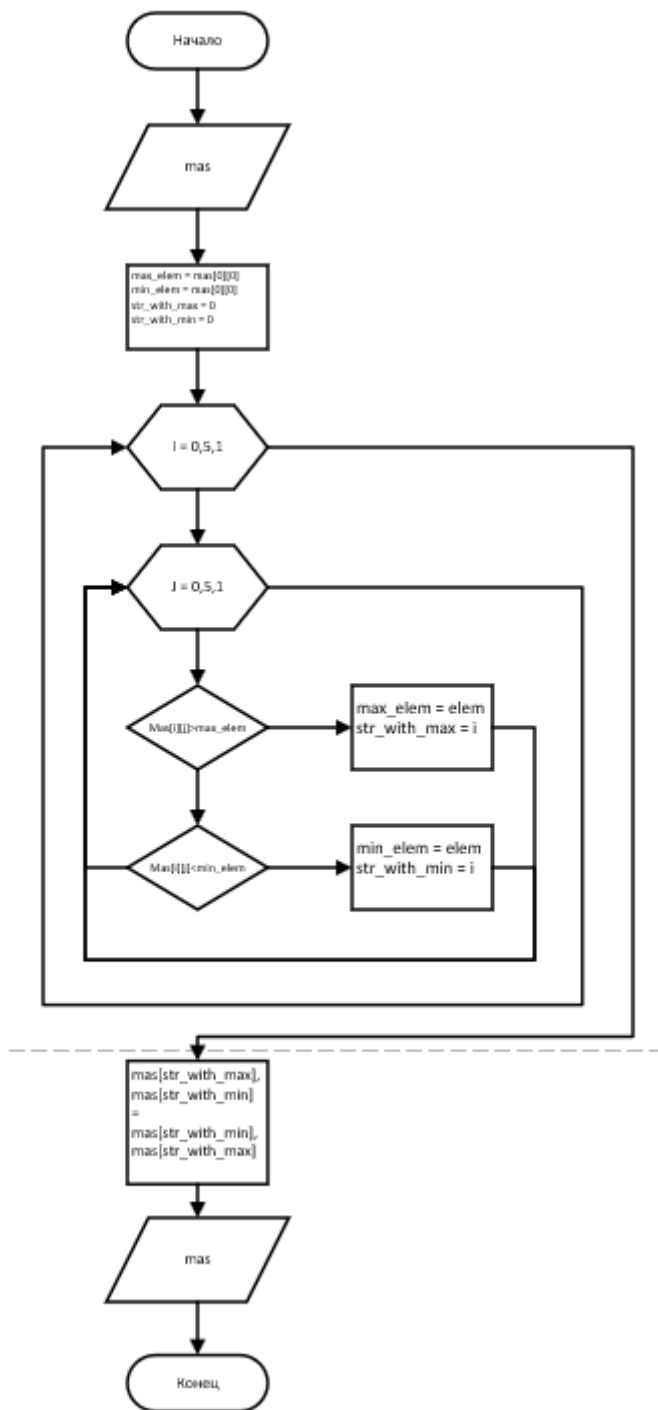 Начало
mas
max_elem = mas[0][0]
min_elem = mas[0][0]
str_with_max = 0
str_with_min = 0
I = 0,5,1
J = 0,5,1
Mas[i][j]>max_elem
max_elem = elem
str_with_max = i
Mas[i][j]<min_elem
min_elem = elem
str_with_min = i
mas[str_with_max],
mas[str_with_min]
=
mas[str_with_min],
mas[str_with_max]
mas
Конец